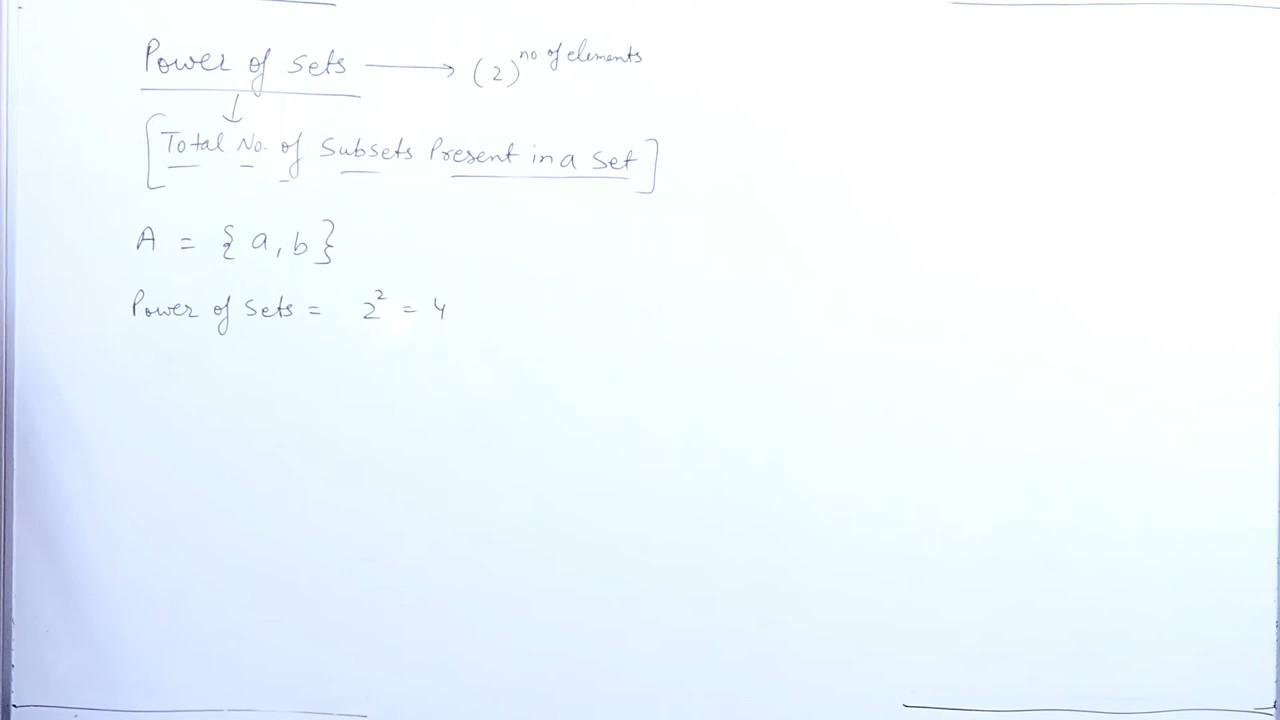 Power of sets ⟶ (2)^no. of elements
↓
[Total No. of Subsets Present in a Set]
A = {a, b}
Power of Sets = 2² = 4